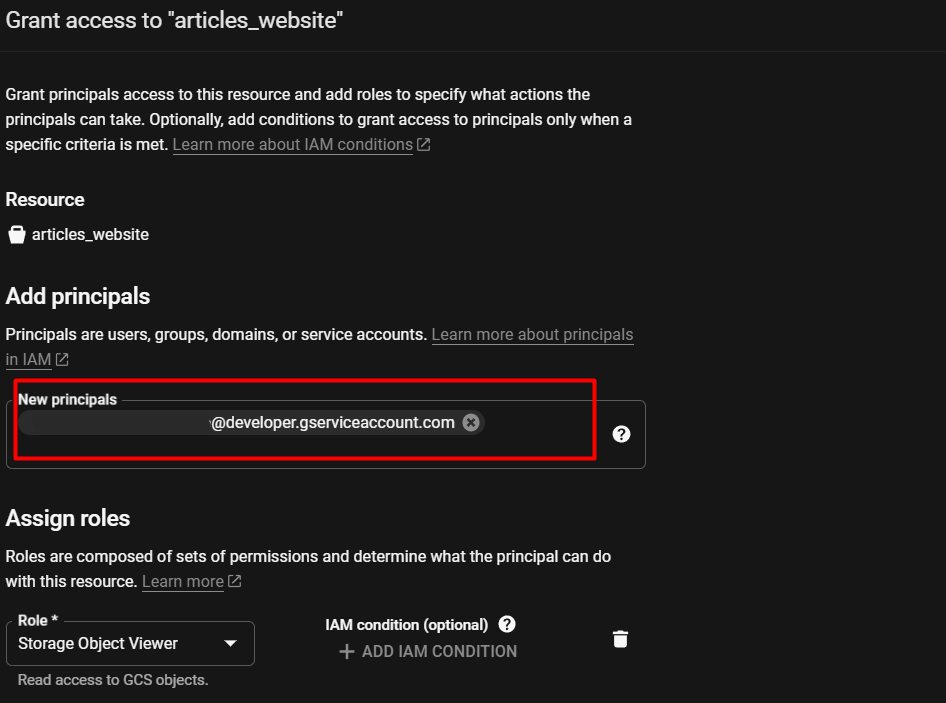 Grant access to "articles_website"
Grant principals access to this resource and add roles to specify what actions the
principals can take. Optionally, add conditions to grant access to principals only when a
specific criteria is met. Learn more about IAM conditions
Resource
articles_website
Add principals
Principals are users, groups, domains, or service accounts. Learn more about principals
in IAM
New principals
@developer.gserviceaccount.com
Assign roles
Roles are composed of sets of permissions and determine what the principal can do
with this resource. Learn more
Role *
IAM condition (optional)
Storage Object Viewer
ADD IAM CONDITION
Read access to GCS objects.